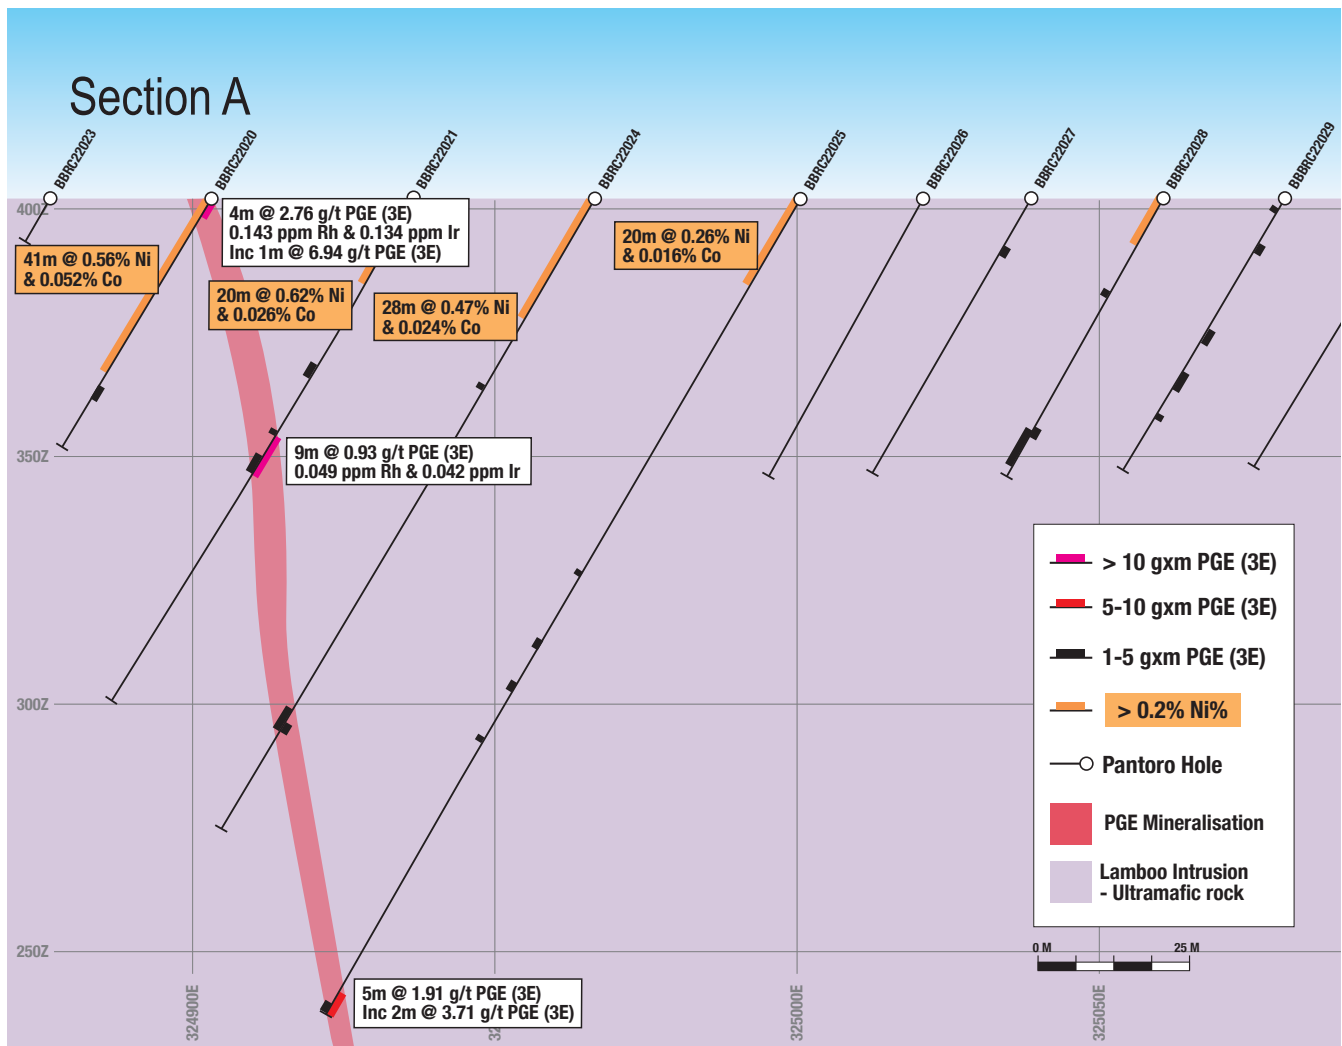 Section A
BBRC22023
BBRC22020
BBRC22021
BBRC22024
BBRC22025
BBRC22026
BBRC22027
BBRC22028
BBBRC22029
400Z
4m @ 2.76 g/t PGE (3E)
0.143 ppm Rh & 0.134 ppm Ir
Inc 1m @ 6.94 g/t PGE (3E)
41m @ 0.56% Ni
& 0.052% Co
20m @ 0.62% Ni
& 0.026% Co
28m @ 0.47% Ni
& 0.024% Co
20m @ 0.26% Ni
& 0.016% Co
350Z
9m @ 0.93 g/t PGE (3E)
0.049 ppm Rh & 0.042 ppm Ir
> 10 gxm PGE (3E)
5-10 gxm PGE (3E)
1-5 gxm PGE (3E)
> 0.2% Ni%
Pantoro Hole
PGE Mineralisation
Lamboo Intrusion
- Ultramafic rock
300Z
250Z
0 M
25 M
5m @ 1.91 g/t PGE (3E)
Inc 2m @ 3.71 g/t PGE (3E)
324900E
325000E
325050E